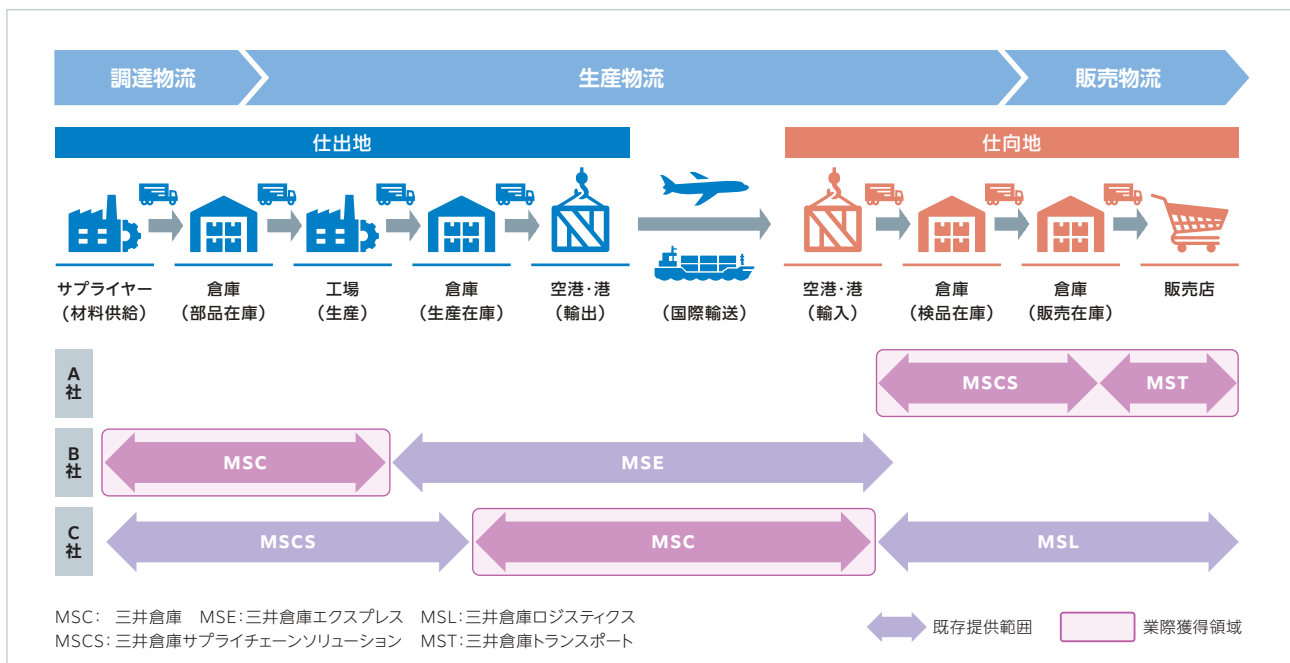 調達物流
生産物流
販売物流
仕出地
仕向地
サプライヤー
（材料供給）
倉庫
（部品在庫）
工場
（生産）
倉庫
（生産在庫）
空港・港
（輸出）
（国際輸送）
空港・港
（輸入）
倉庫
（検品在庫）
倉庫
（販売在庫）
販売店
A
社
MSCS
MST
B
社
MSC
MSE
C
社
MSCS
MSC
MSL
MSC： 三井倉庫　MSE：三井倉庫エクスプレス　MSL：三井倉庫ロジスティクス
MSCS：三井倉庫サプライチェーンソリューション　MST：三井倉庫トランスポート
既存提供範囲
業際獲得領域